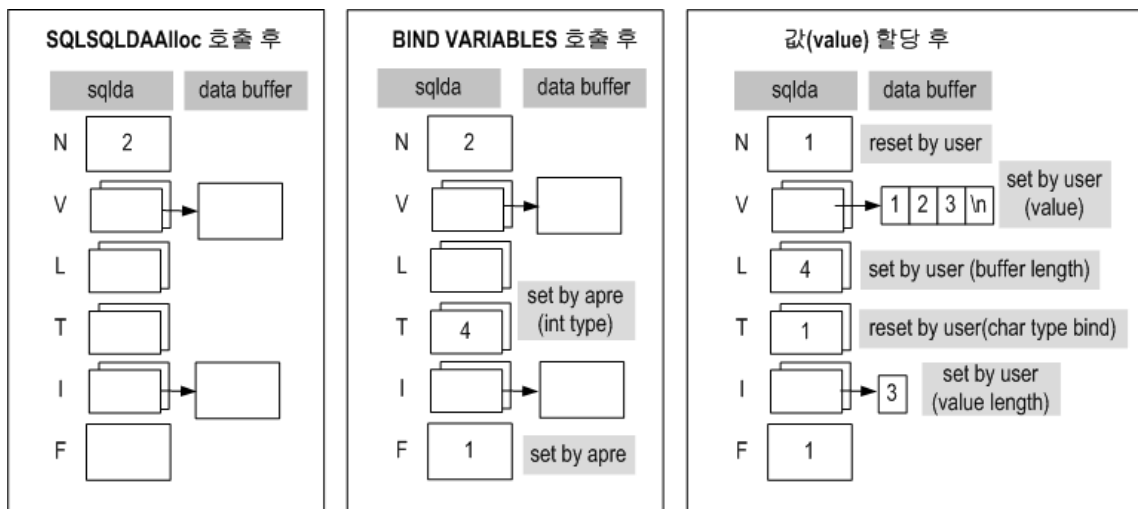 SQLSQLDAAlloc 호출 후
sqlda data buffer
N 2
V
L
T
I
F
BIND VARIABLES 호출 후
sqlda data buffer
N 2
V
L
set by apre
(int type)
T 4
I
F 1 set by apre
값(value) 할당 후
sqlda data buffer
N 1 reset by user
set by user
(value)
V 1 2 3 \n
L 4 set by user (buffer length)
T 1 reset by user(char type bind)
set by user
(value length)
I 3
F 1